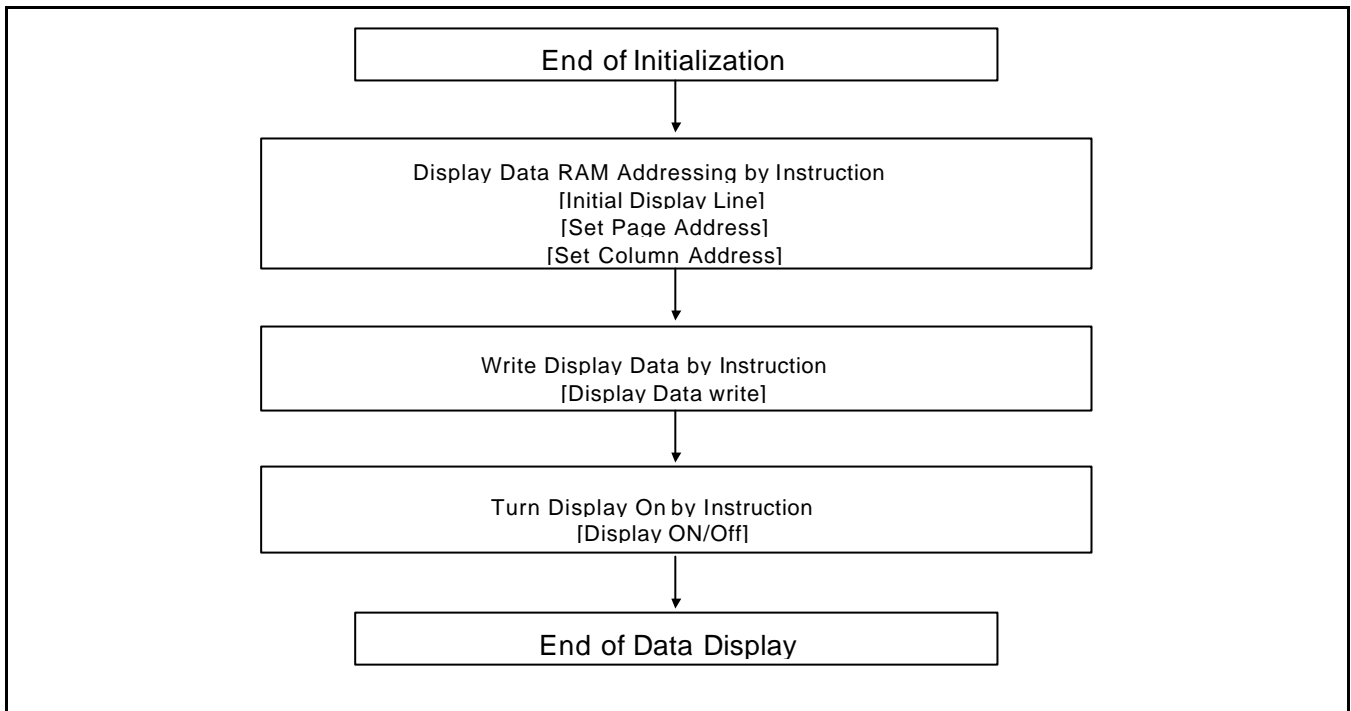 End of Initialization
Display Data RAM Addressing by Instruction
[Initial Display Line]
[Set Page Address]
[Set Column Address]
Write Display Data by Instruction
[Display Data write]
Turn Display On by Instruction
[Display ON/Off]
End of Data Display